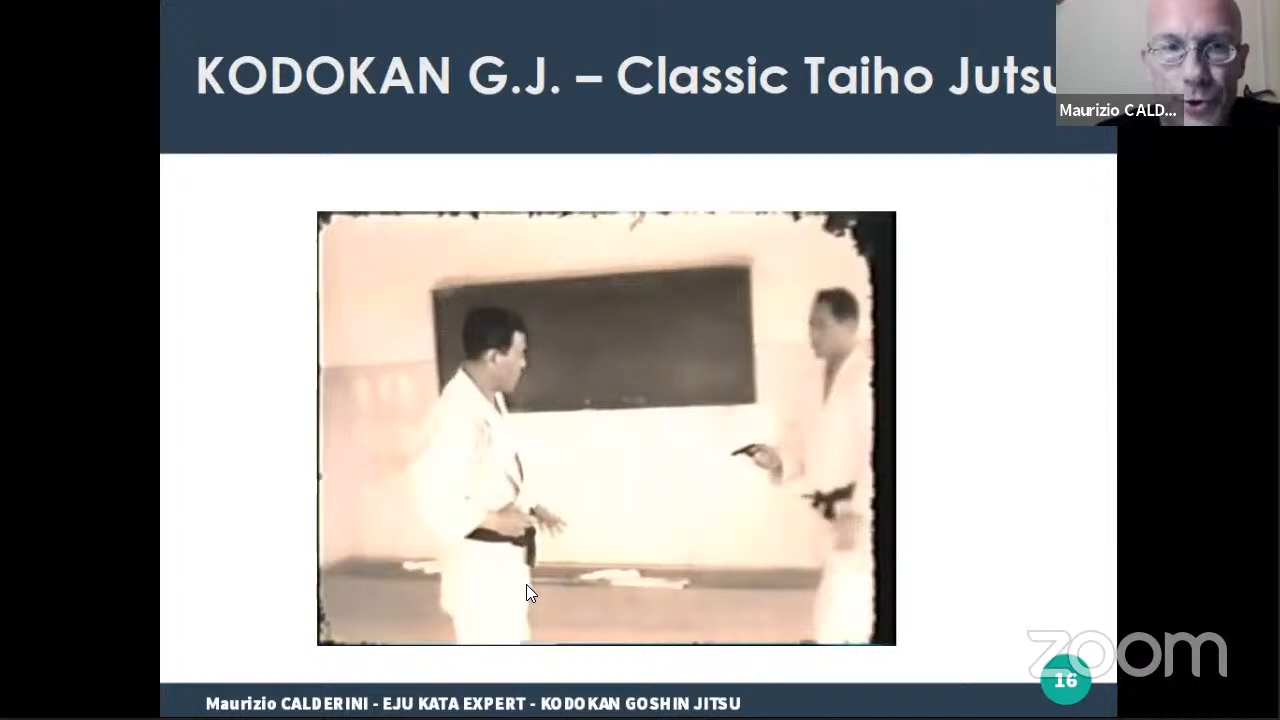 KODOKAN G.J. – Classic Taiho Jutsu
Maurizio CALD...
zoom
16
Maurizio CALDERINI - EJU KATA EXPERT - KODOKAN GOSHIN JITSU